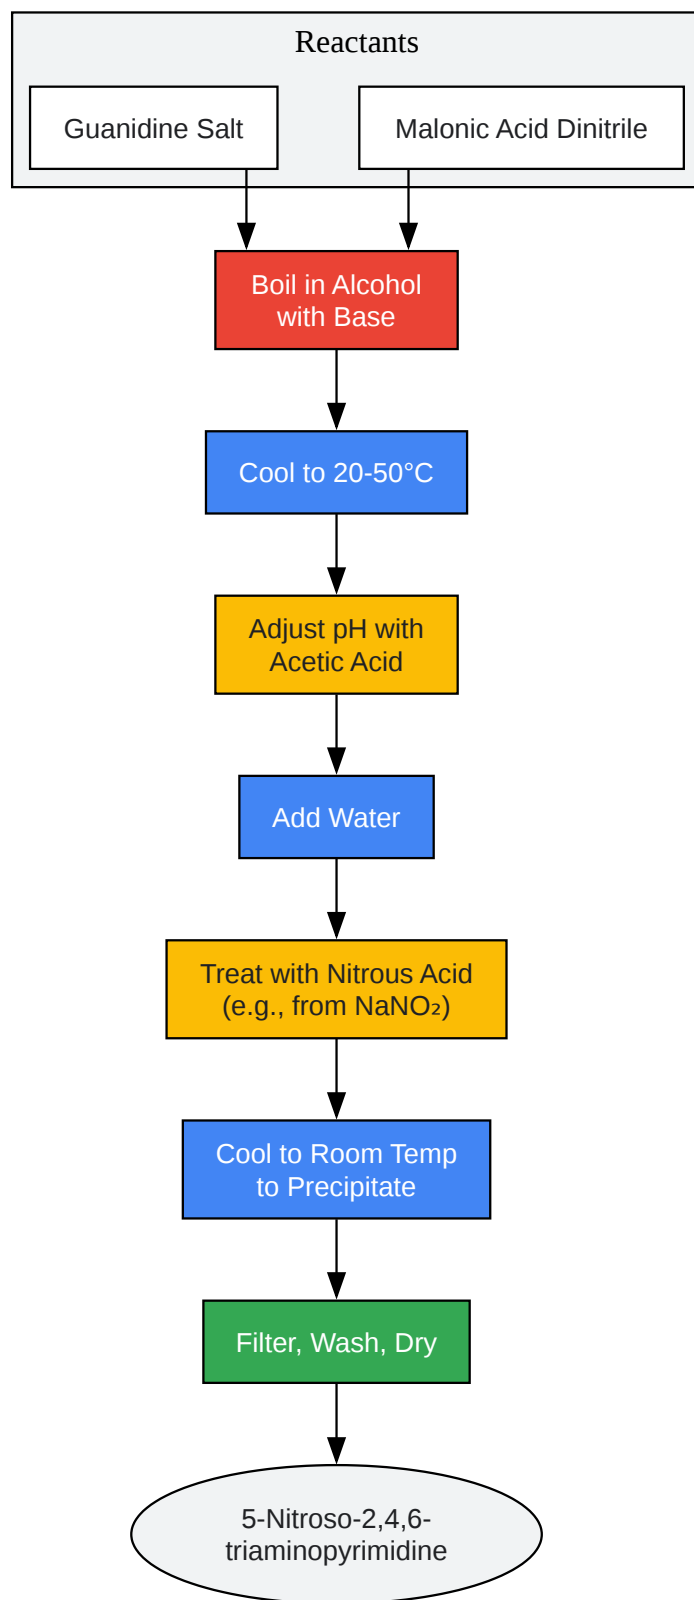 Reactants
Guanidine Salt
Malonic Acid Dinitrile
Boil in Alcohol
with Base
Cool to 20-50°C
Adjust pH with
Acetic Acid
Add Water
Treat with Nitrous Acid
(e.g., from NaNO₂)
Cool to Room Temp
to Precipitate
Filter, Wash, Dry
5-Nitroso-2,4,6-
triaminopyrimidine